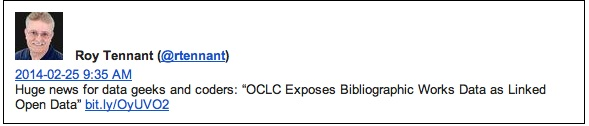 Roy Tennant (@rtennant)
2014-02-25 9:35 AM
Huge news for data geeks and coders: “OCLC Exposes Bibliographic Works Data as Linked
Open Data” bit.ly/OyUVO2